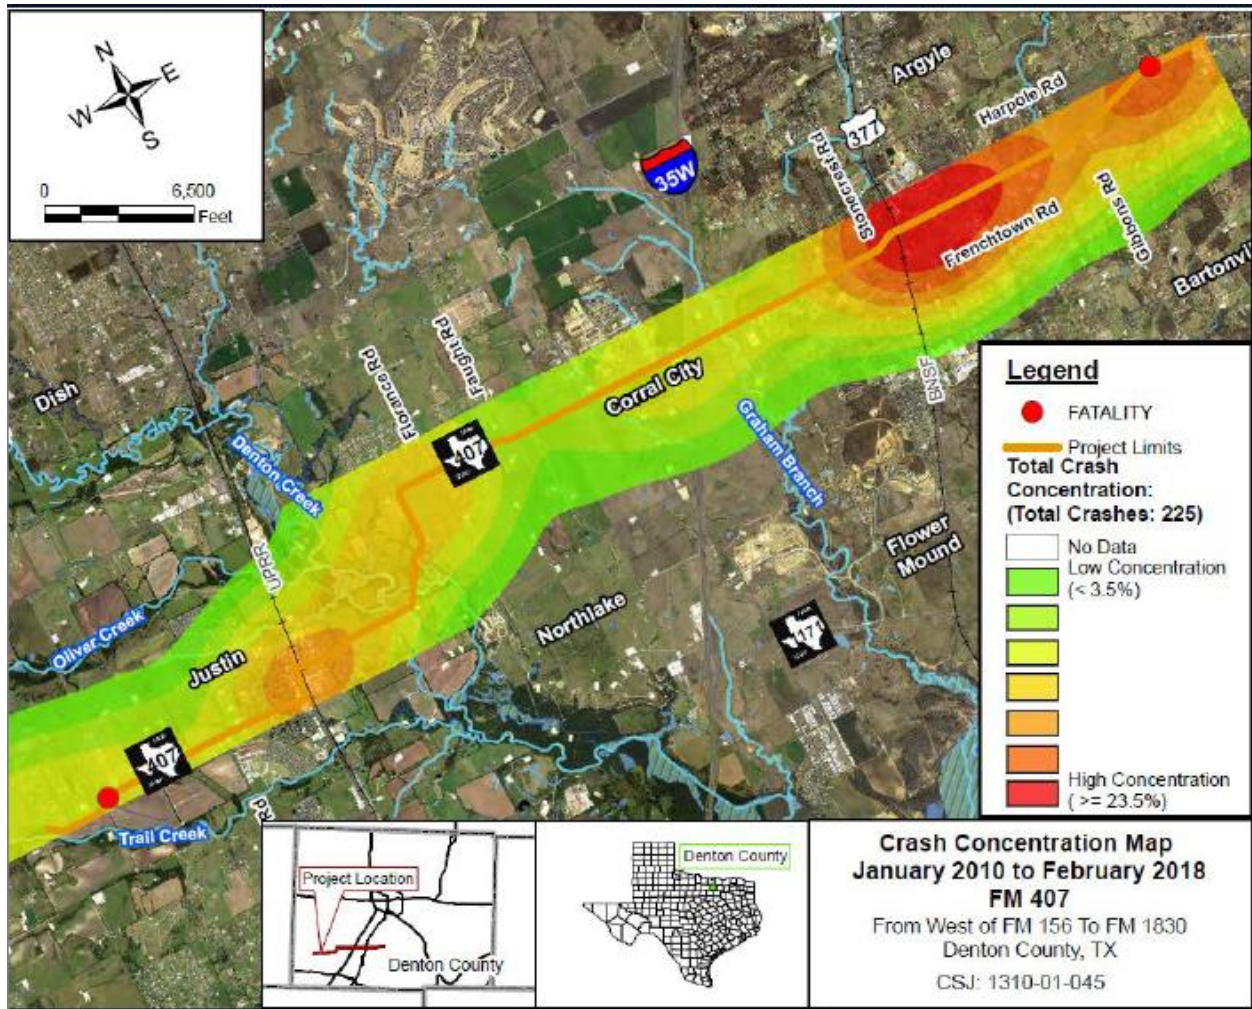 N
E
W
S
0
6,500
Feet
Argyle
Harpole Rd
377
Stonecrest Rd
35W
Gibbons Rd
Frenchtown Rd
Bartonvi
Faught Rd
Florance Rd
Corral City
BNSF
Dish
407
Denton Creek
Graham Branch
UPRR
Flower
Mound
Northlake
Oliver Creek
Justin
407
Trail Creek
Rd
Legend
FATALITY
Project Limits
Total Crash
Concentration:
(Total Crashes: 225)
No Data
Low Concentration
(< 3.5%)
High Concentration
( >= 23.5%)
Project Location
Denton County
Denton County
Crash Concentration Map
January 2010 to February 2018
FM 407
From West of FM 156 To FM 1830
Denton County, TX
CSJ: 1310-01-045